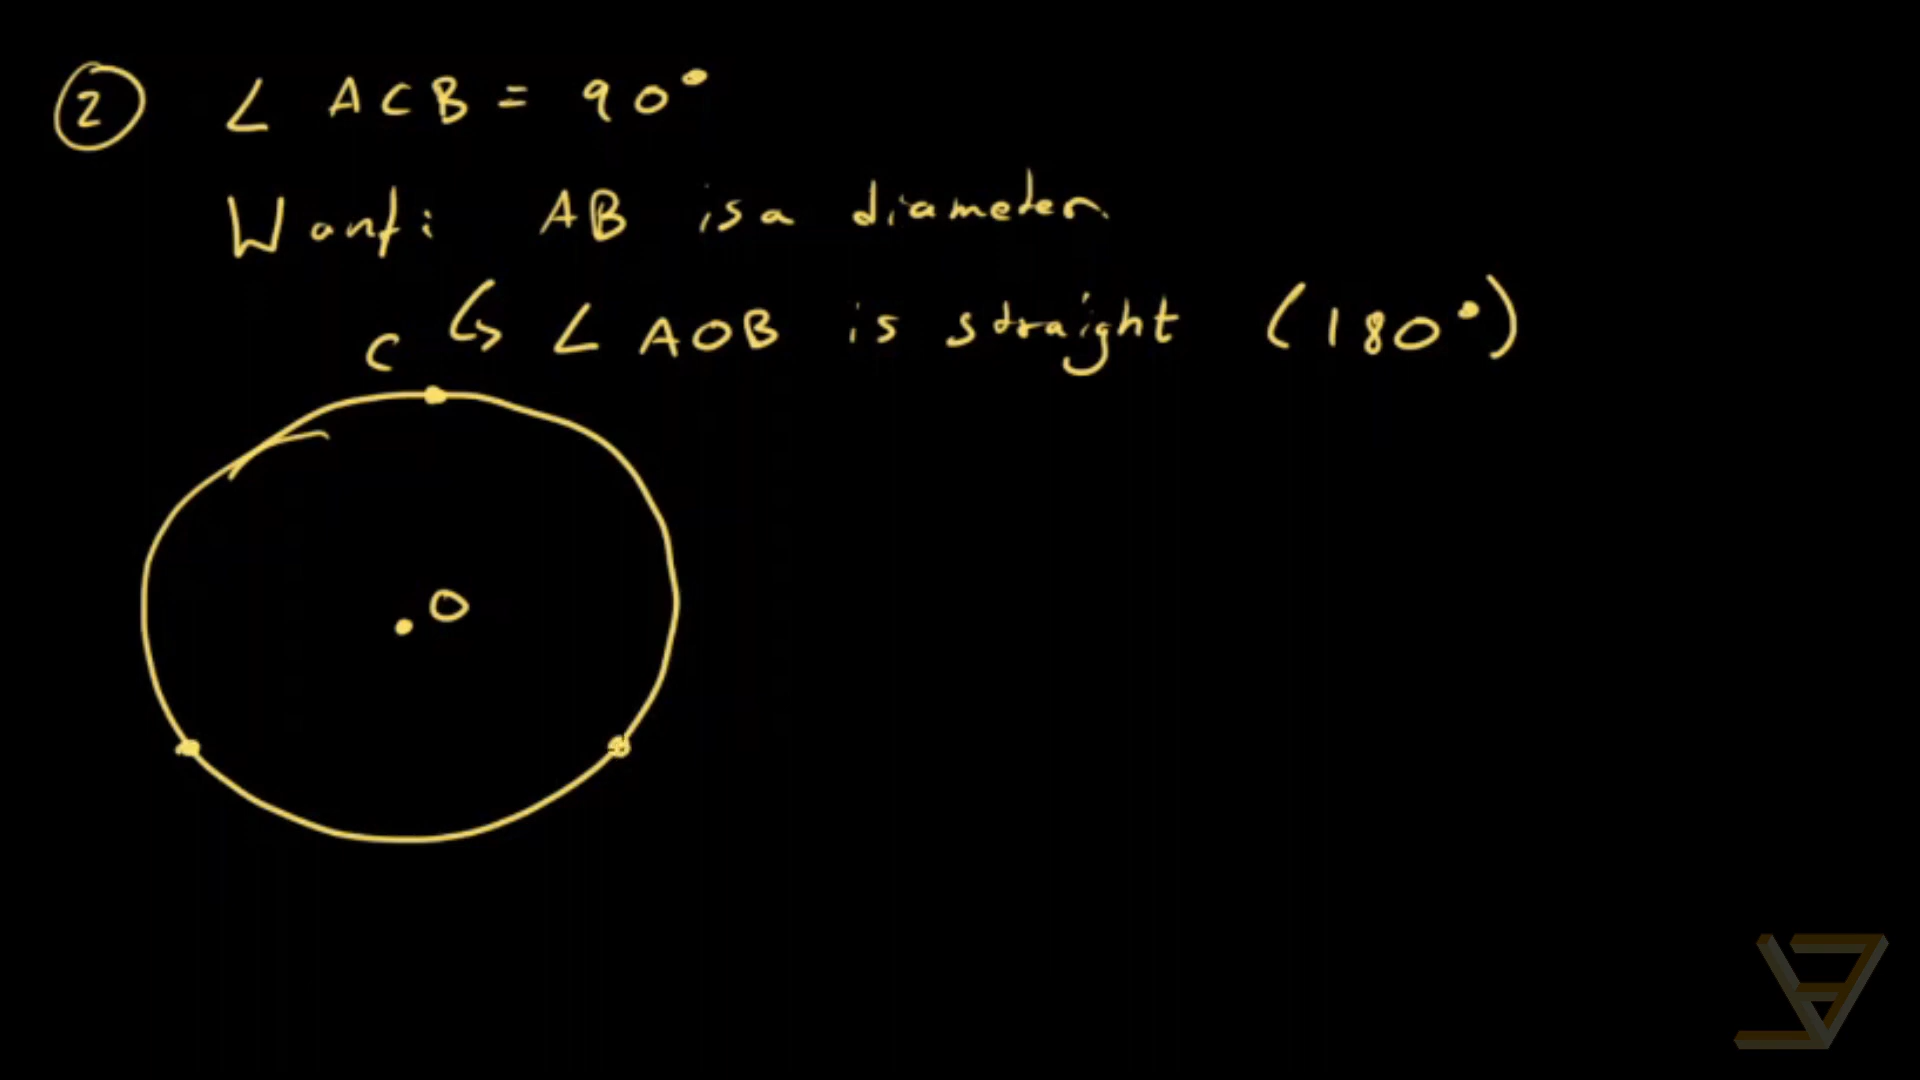 ② ∠ ACB = 90°
Want: AB is a diameter.
↳ ∠ AOB is straight (180°)
C
O